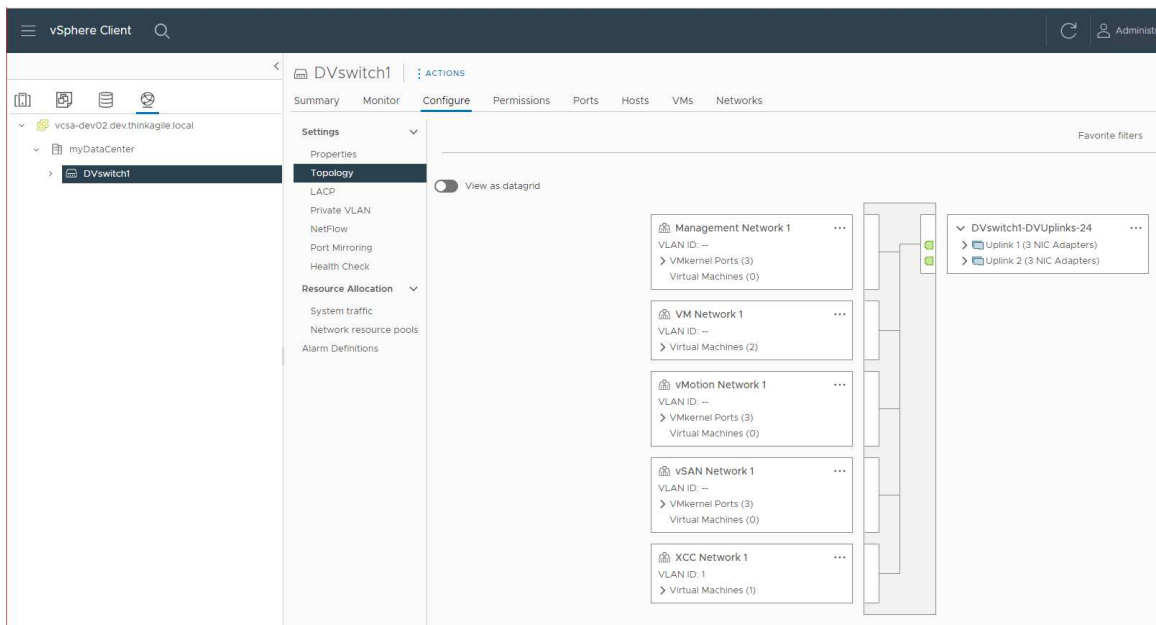 vSphere Client
Administ
DVswitch1
ACTIONS
Summary Monitor Configure Permissions Ports Hosts VMs Networks
vcsa-dev02.dev.thinkagile.local
myDataCenter
DVswitch1
Settings
Properties
Topology
LACP
Private VLAN
NetFlow
Port Mirroring
Health Check
Resource Allocation
System traffic
Network resource pools
Alarm Definitions
Favorite filters
View as datagrid
Management Network 1 ...
VLAN ID: --
VMkernel Ports (3)
Virtual Machines (0)
VM Network 1 ...
VLAN ID: --
Virtual Machines (2)
vMotion Network 1 ...
VLAN ID: --
VMkernel Ports (3)
Virtual Machines (0)
vSAN Network 1 ...
VLAN ID: --
VMkernel Ports (3)
Virtual Machines (0)
XCC Network 1 ...
VLAN ID: 1
Virtual Machines (1)
DVswitch1-DVUplinks-24 ...
Uplink 1 (3 NIC Adapters)
Uplink 2 (3 NIC Adapters)